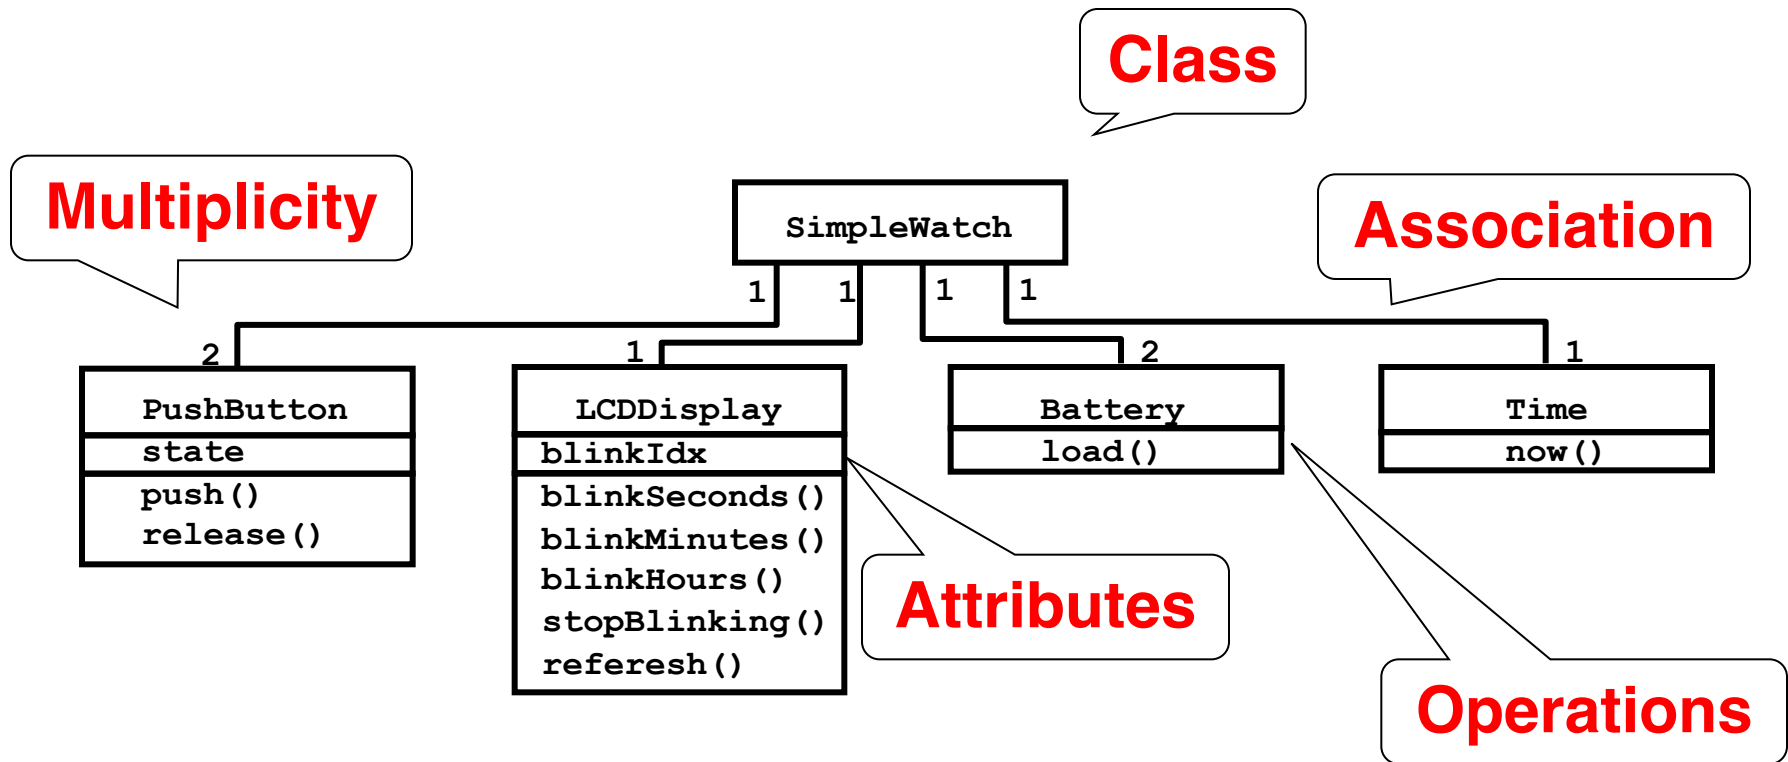 Class
Multiplicity
SimpleWatch
Association
1
1
1
1
2
1
2
1
PushButton
state
push()
release()
LCDDisplay
blinkIdx
blinkSeconds()
blinkMinutes()
blinkHours()
stopBlinking()
referesh()
Battery
load()
Time
now()
Attributes
Operations